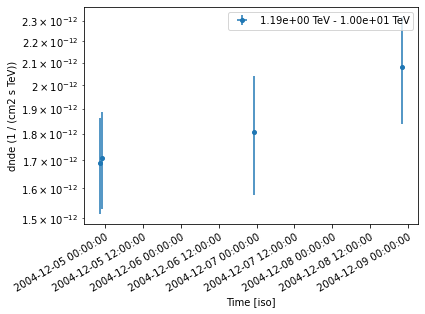 1.19e+00 TeV - 1.00e+01 TeV
dnde (1 / (cm2 s TeV))
2.3 × 10⁻¹²
2.2 × 10⁻¹²
2.1 × 10⁻¹²
2 × 10⁻¹²
1.9 × 10⁻¹²
1.8 × 10⁻¹²
1.7 × 10⁻¹²
1.6 × 10⁻¹²
1.5 × 10⁻¹²
2004-12-05 00:00:00
2004-12-05 12:00:00
2004-12-06 00:00:00
2004-12-06 12:00:00
2004-12-07 00:00:00
2004-12-07 12:00:00
2004-12-08 00:00:00
2004-12-08 12:00:00
2004-12-09 00:00:00
Time [iso]